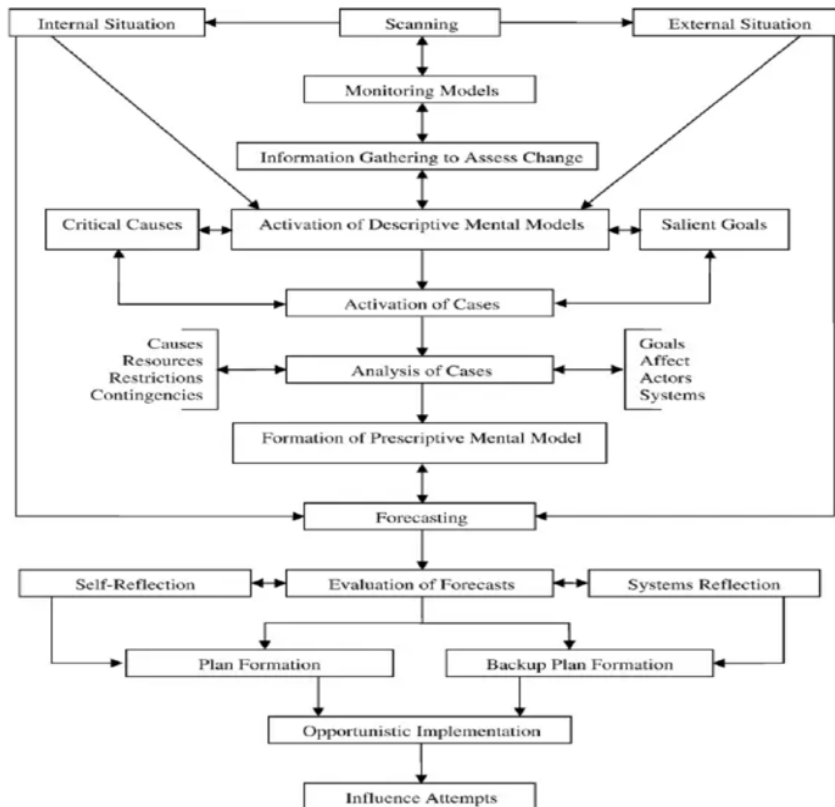 Internal Situation
Scanning
External Situation
Monitoring Models
Information Gathering to Assess Change
Critical Causes
Activation of Descriptive Mental Models
Salient Goals
Activation of Cases
Causes
Resources
Restrictions
Contingencies
Analysis of Cases
Goals
Affect
Actors
Systems
Formation of Prescriptive Mental Model
Forecasting
Self-Reflection
Evaluation of Forecasts
Systems Reflection
Plan Formation
Backup Plan Formation
Opportunistic Implementation
Influence Attempts